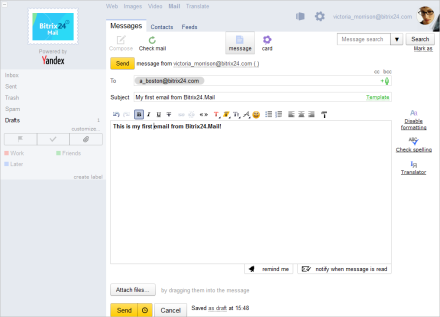 Web Images Video Mail Translate
victoria_morrison@bitrix24.com
Bitrix24
Mail
Powered by
Yandex
Messages Contacts Feeds
Compose Check mail message card
Message search Search
Mark as
Send message from victoria_morrison@bitrix24.com [ ]
cc bcc
To a_boston@bitrix24.com
Subject My first email from Bitrix24.Mail Template
Inbox
Sent
Trash
Spam
Drafts 1
customize...
Work Friends
Later
create label
This is my first email from Bitrix24.Mail!
Disable
formatting
Check spelling
Translator
remind me notify when message is read
Attach files... by dragging them into the message
Send Cancel Saved as draft at 15:48